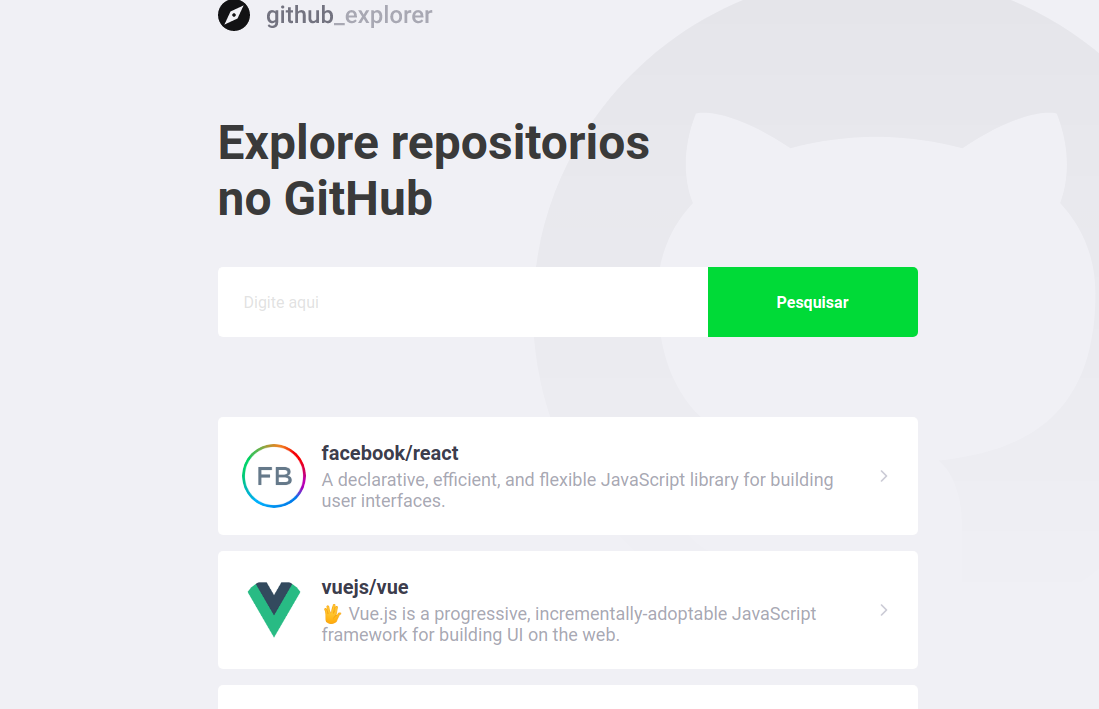 github_explorer
Explore repositorios
no GitHub
Digite aqui
Pesquisar
FB
facebook/react
A declarative, efficient, and flexible JavaScript library for building
user interfaces.
vuejs/vue
🖖 Vue.js is a progressive, incrementally-adoptable JavaScript
framework for building UI on the web.